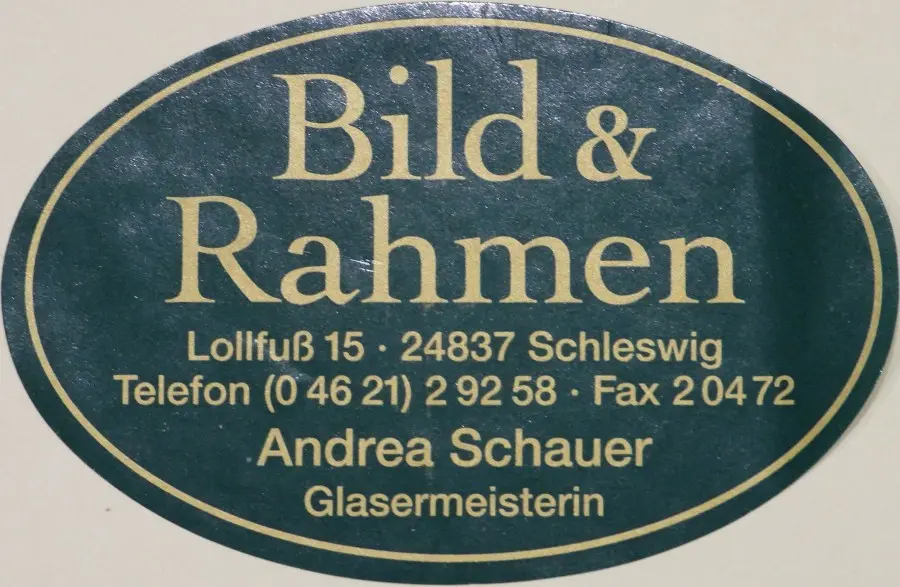 Bild &
Rahmen
Lollfuß 15 · 24837 Schleswig
Telefon (0 46 21) 2 92 58 · Fax 2 04 72
Andrea Schauer
Glasermeisterin